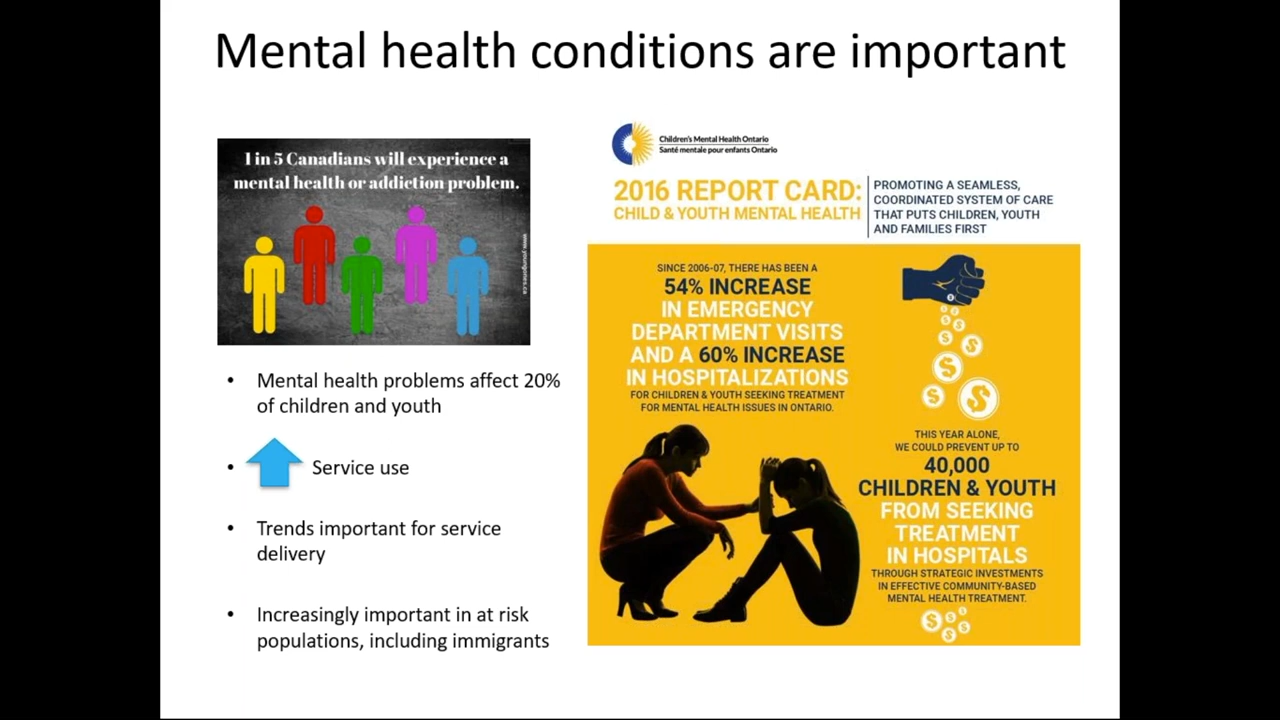 Mental health conditions are important
1 in 5 Canadians will experience a
mental health or addiction problem.
www.youngones.ca
• Mental health problems affect 20%
of children and youth
• Service use
• Trends important for service
delivery
• Increasingly important in at risk
populations, including immigrants
Children's Mental Health Ontario
Santé mentale pour enfants Ontario
2016 REPORT CARD:
CHILD & YOUTH MENTAL HEALTH
PROMOTING A SEAMLESS,
COORDINATED SYSTEM OF CARE
THAT PUTS CHILDREN, YOUTH
AND FAMILIES FIRST
SINCE 2006-07, THERE HAS BEEN A
54% INCREASE
IN EMERGENCY
DEPARTMENT VISITS
AND A 60% INCREASE
IN HOSPITALIZATIONS
FOR CHILDREN & YOUTH SEEKING TREATMENT
FOR MENTAL HEALTH ISSUES IN ONTARIO.
THIS YEAR ALONE,
WE COULD PREVENT UP TO
40,000
CHILDREN & YOUTH
FROM SEEKING
TREATMENT
IN HOSPITALS
THROUGH STRATEGIC INVESTMENTS
IN EFFECTIVE COMMUNITY-BASED
MENTAL HEALTH TREATMENT.